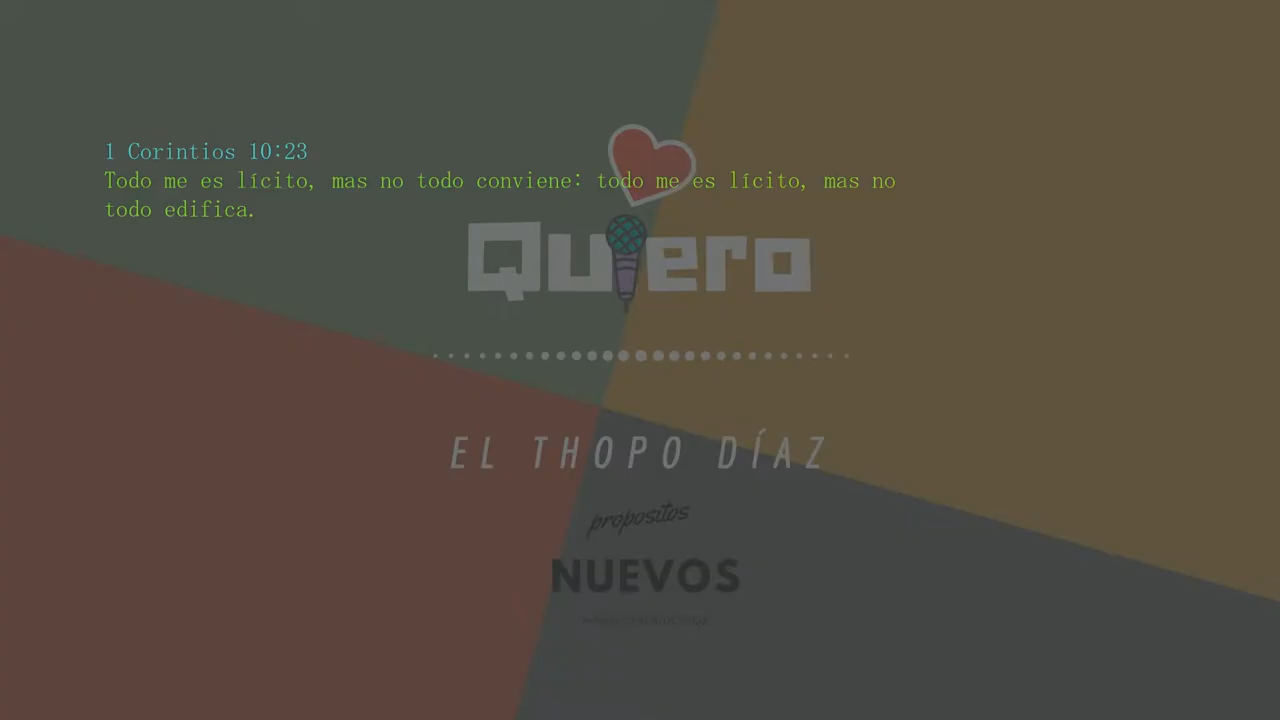 1 Corintios 10:23
Todo me es lícito, mas no todo conviene: todo me es lícito, mas no
todo edifica.
Quiero
EL THOPO DÍAZ
propositos
NUEVOS